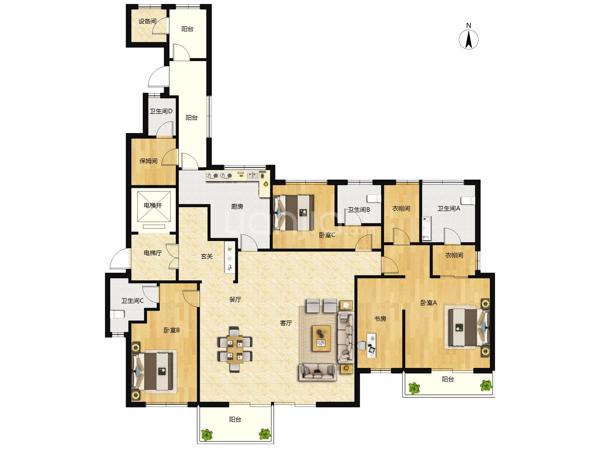 设备间
阳台
N
卫生间D
阳台
保姆间
电梯井
厨房
卧室C
卫生间B
衣帽间
卫生间A
电梯厅
玄关
衣帽间
卫生间C
餐厅
客厅
卧室B
书房
卧室A
阳台
阳台